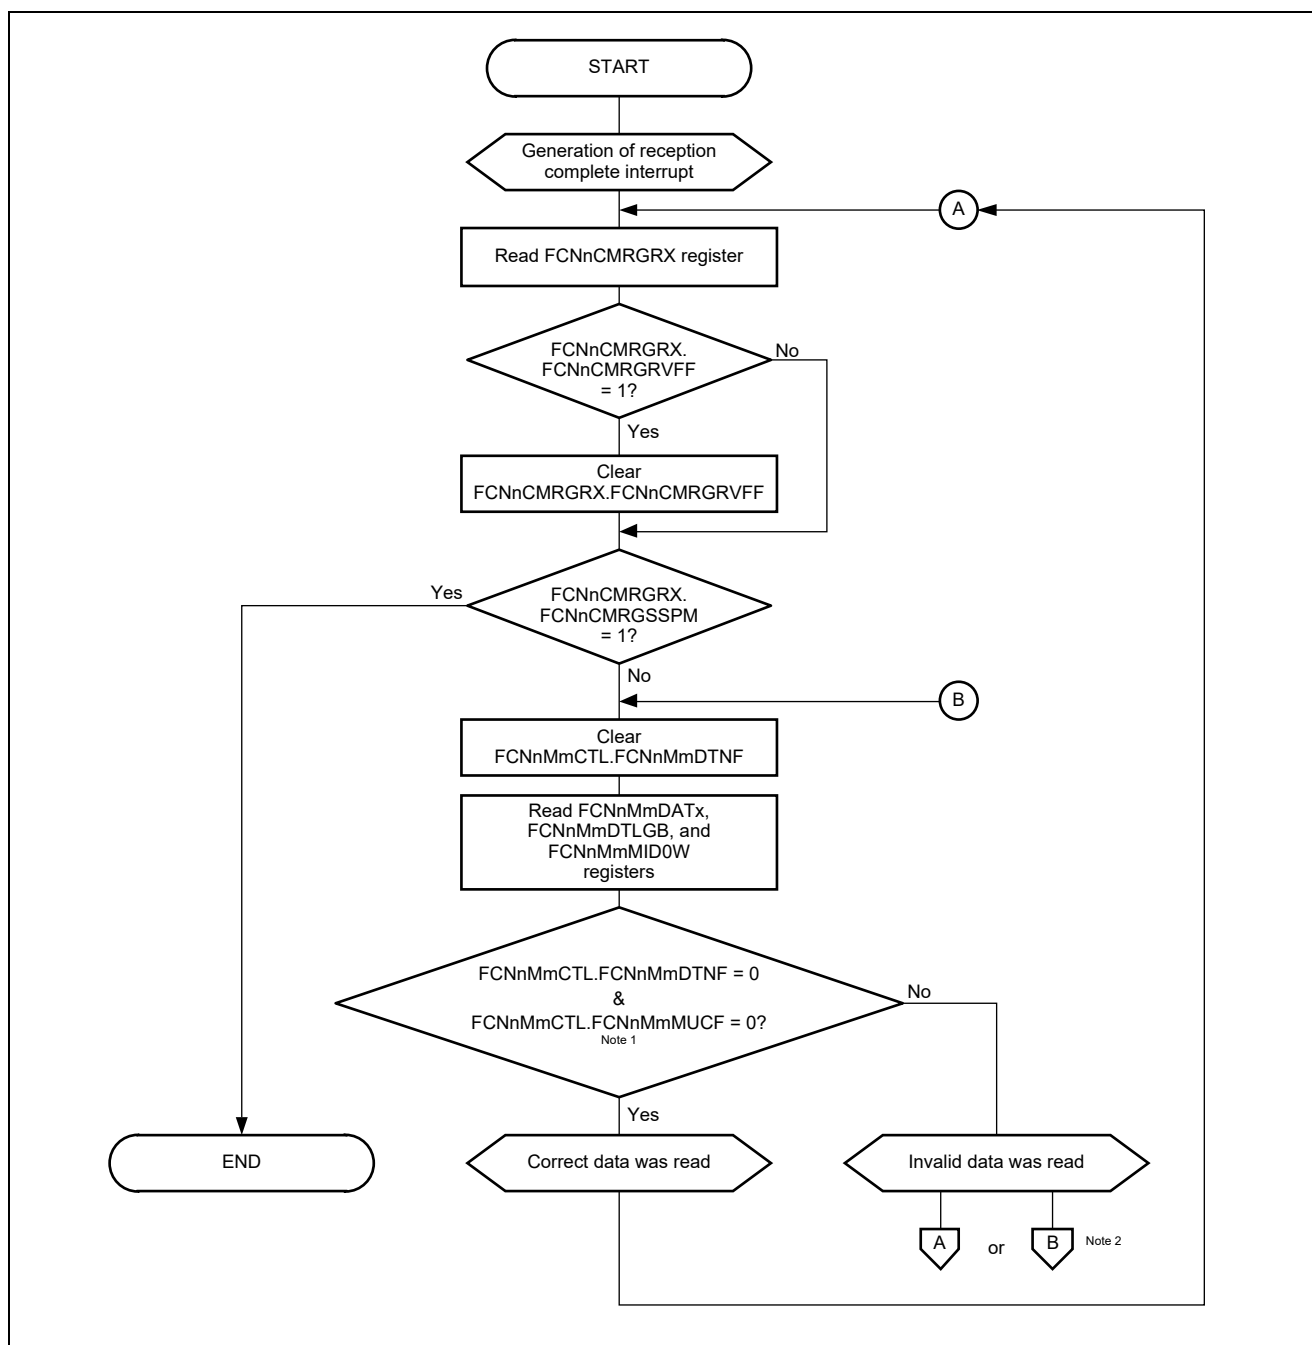 START
Generation of reception
complete interrupt
A
Read FCNnCMRGRX register
FCNnCMRGRX.
FCNnCMRGRVFF
= 1?
No
Yes
Clear
FCNnCMRGRX.FCNnCMRGRVFF
Yes
FCNnCMRGRX.
FCNnCMRGSSPM
= 1?
No
B
Clear
FCNnMmCTL.FCNnMmDTNF
Read FCNnMmDATx,
FCNnMmDTLGB, and
FCNnMmMID0W
registers
FCNnMmCTL.FCNnMmDTNF = 0
&
FCNnMmCTL.FCNnMmMUCF = 0?
Note 1
No
Yes
END
Correct data was read
Invalid data was read
A or B Note 2